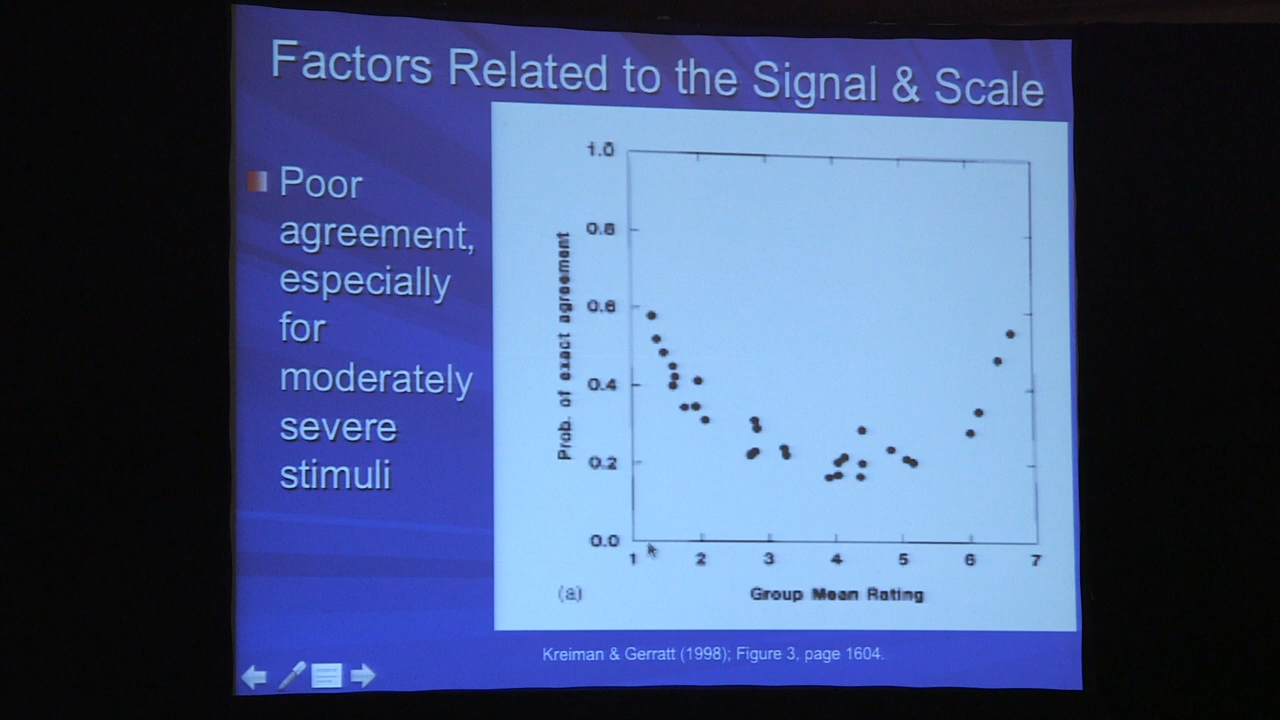 Factors Related to the Signal & Scale
Poor
agreement,
especially
for
moderately
severe
stimuli
1.0
0.8
0.6
0.4
0.2
0.0
Prob. of exact agreement
1 2 3 4 5 6 7
(a)
Group Mean Rating
Kreiman & Gerratt (1998); Figure 3, page 1604.